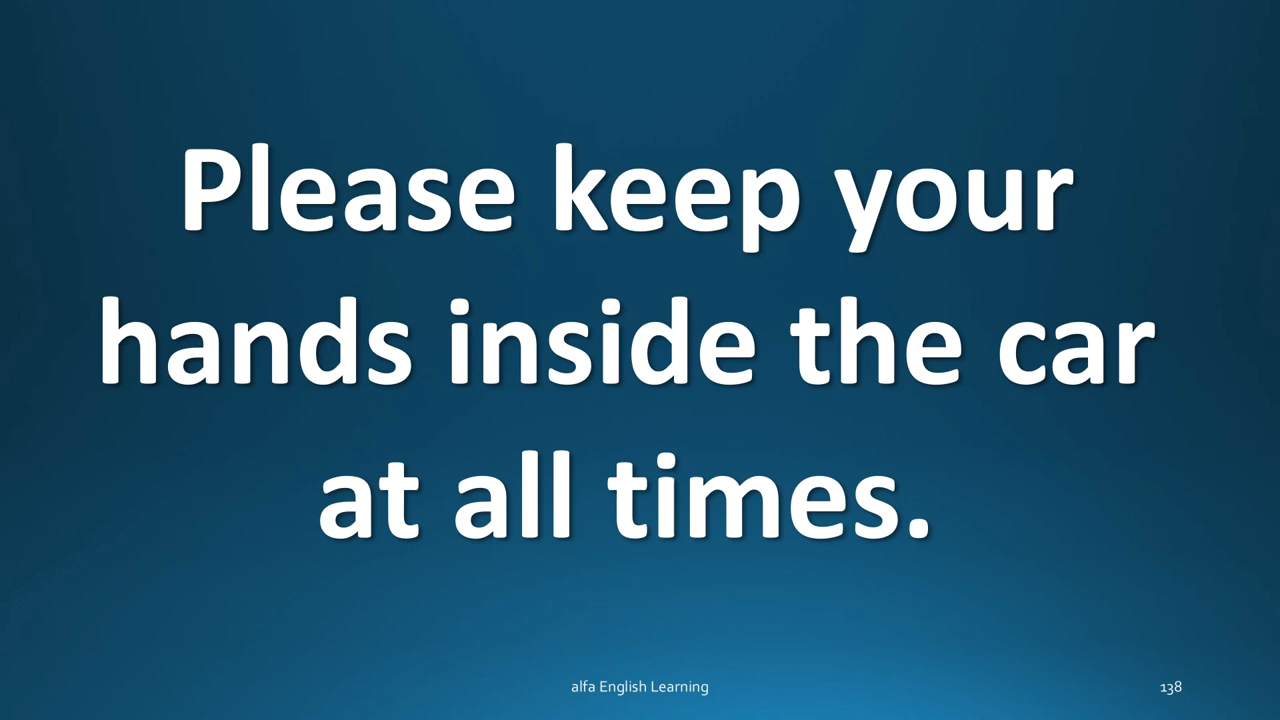 Please keep your
hands inside the car
at all times.
alfa English Learning
138